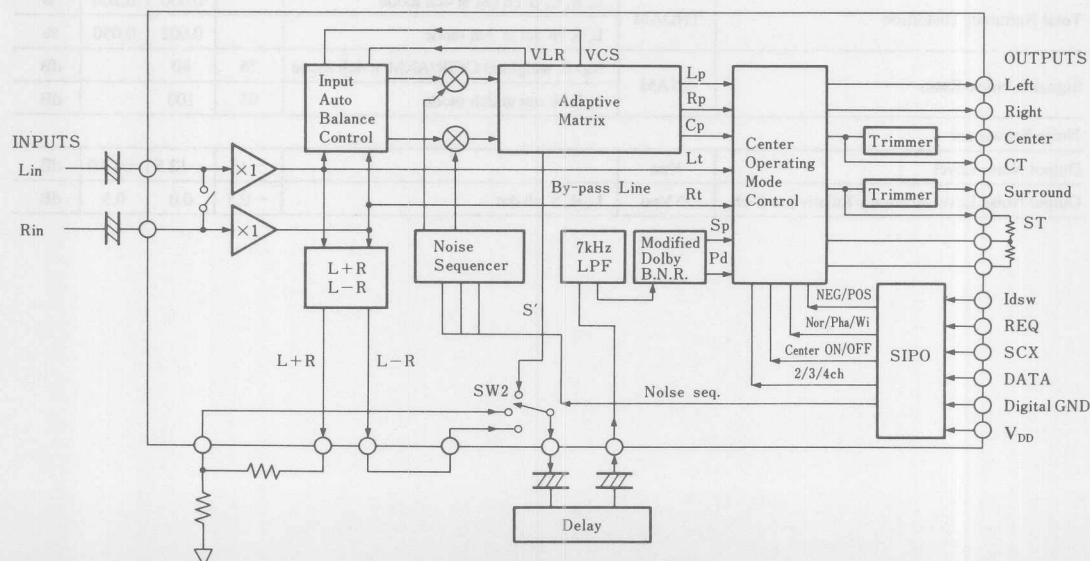 OUTPUTS
VLR
VCS
Input
Auto
Balance
Control
Adaptive
Matrix
Lp
Rp
Cp
Lt
Rt
Sp
Pd
Center
Operating
Mode
Control
Left
Right
Trimmer
Center
CT
Trimmer
Surround
ST
INPUTS
Lin
Rin
×1
×1
By-pass Line
L+R
L−R
Noise
Sequencer
7kHz
LPF
Modified
Dolby
B.N.R.
S'
NEG/POS
Nor/Pha/Wi
Center ON/OFF
2/3/4ch
SIPO
Idsw
REQ
SCX
DATA
Digital GND
VDD
L+R
L−R
SW2
Nolse seq.
Delay